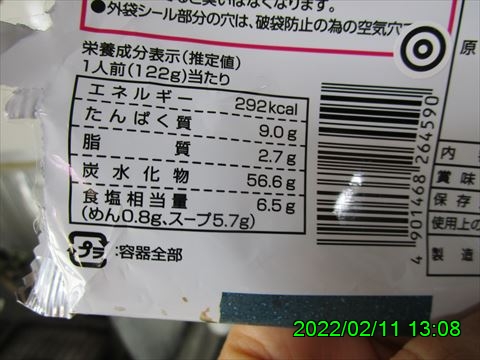 ●外袋シール部分の穴は、破袋防止の為の空気穴で
栄養成分表示(推定値)
1人前(122g)当たり
エネルギー 292kcal
たんぱく質 9.0g
脂質 2.7g
炭水化物 56.6g
食塩相当量 6.5g
(めん0.8g、スープ5.7g)
プラ :容器全部
4 901468 264590
原
内
賞味
保存
使用上の
製造
2022/02/11 13:08